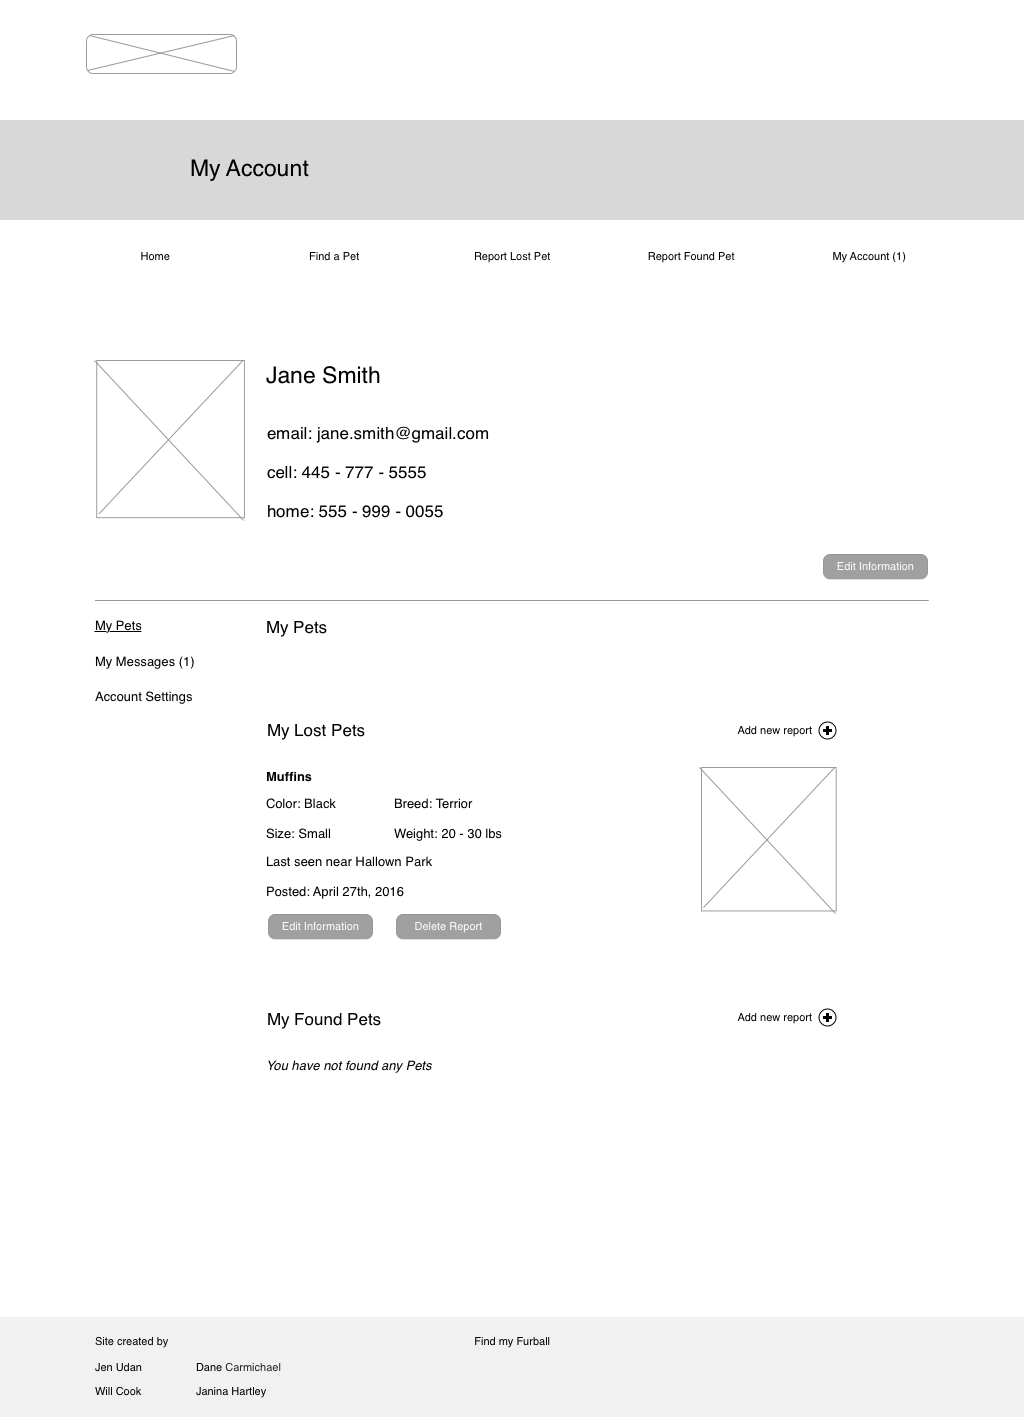 My Account
Home Find a Pet Report Lost Pet Report Found Pet My Account (1)
Jane Smith
email: jane.smith@gmail.com
cell: 445 - 777 - 5555
home: 555 - 999 - 0055
Edit Information
My Pets
My Messages (1)
Account Settings
My Pets
My Lost Pets Add new report
Muffins
Color: Black Breed: Terrior
Size: Small Weight: 20 - 30 lbs
Last seen near Hallown Park
Posted: April 27th, 2016
Edit Information Delete Report
My Found Pets Add new report
You have not found any Pets
Site created by Find my Furball
Jen Udan Dane Carmichael
Will Cook Janina Hartley